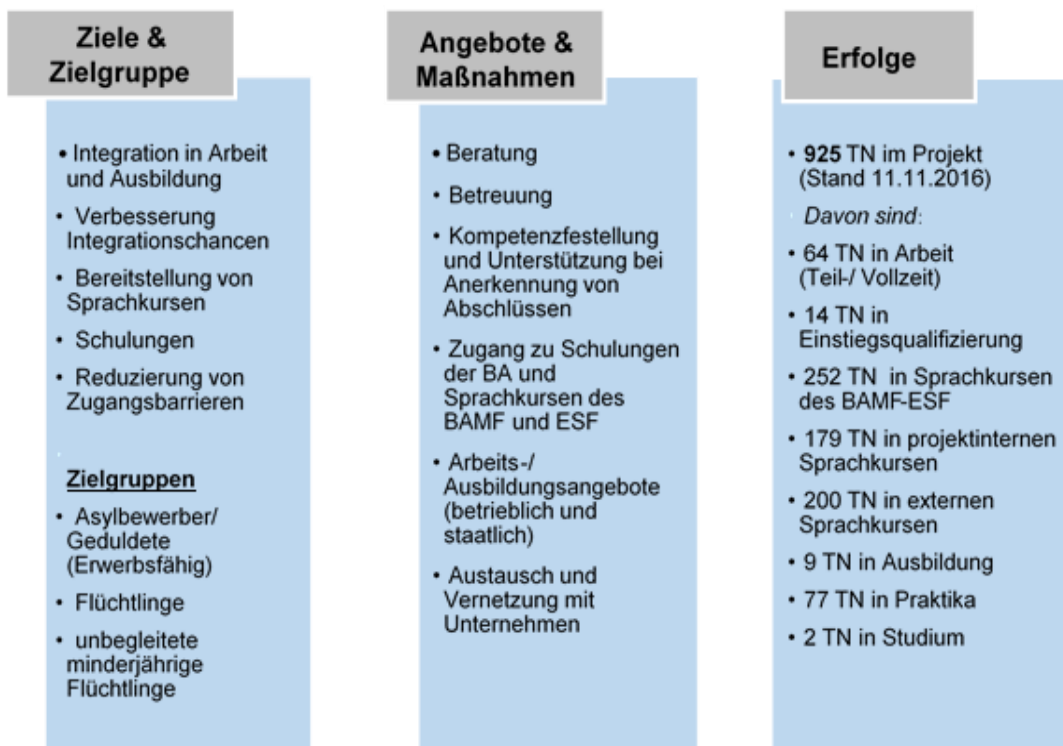 Ziele &
Zielgruppe
• Integration in Arbeit
und Ausbildung
• Verbesserung
Integrationschancen
• Bereitstellung von
Sprachkursen
• Schulungen
• Reduzierung von
Zugangsbarrieren
Zielgruppen
• Asylbewerber/
Geduldete
(Erwerbsfähig)
• Flüchtlinge
• unbegleitete
minderjährige
Flüchtlinge
Angebote &
Maßnahmen
• Beratung
• Betreuung
• Kompetenzfestellung
und Unterstützung bei
Anerkennung von
Abschlüssen
• Zugang zu Schulungen
der BA und
Sprachkursen des
BAMF und ESF
• Arbeits-/
Ausbildungsangebote
(betrieblich und
staatlich)
• Austausch und
Vernetzung mit
Unternehmen
Erfolge
• 925 TN im Projekt
(Stand 11.11.2016)
Davon sind:
• 64 TN in Arbeit
(Teil-/ Vollzeit)
• 14 TN in
Einstiegsqualifizierung
• 252 TN in Sprachkursen
des BAMF-ESF
• 179 TN in projektinternen
Sprachkursen
• 200 TN in externen
Sprachkursen
• 9 TN in Ausbildung
• 77 TN in Praktika
• 2 TN in Studium